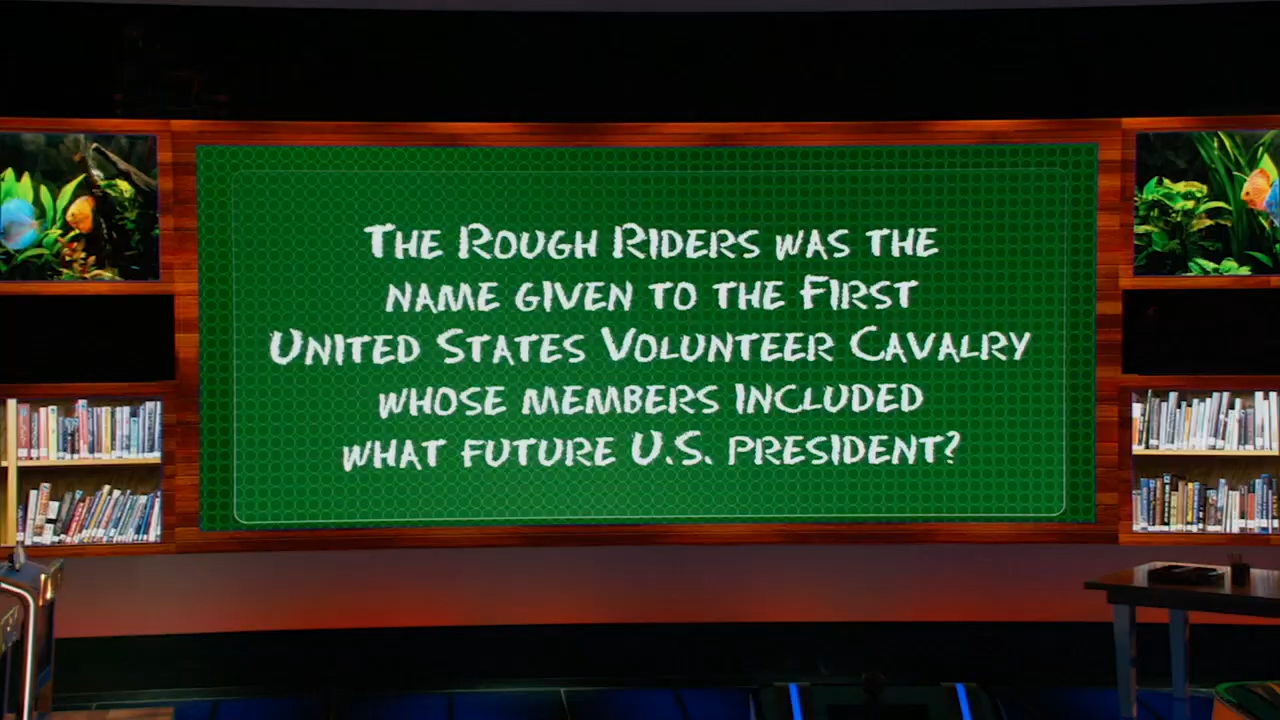 The Rough Riders was the
name given to the First
United States Volunteer Cavalry
whose members included
what future U.S. president?